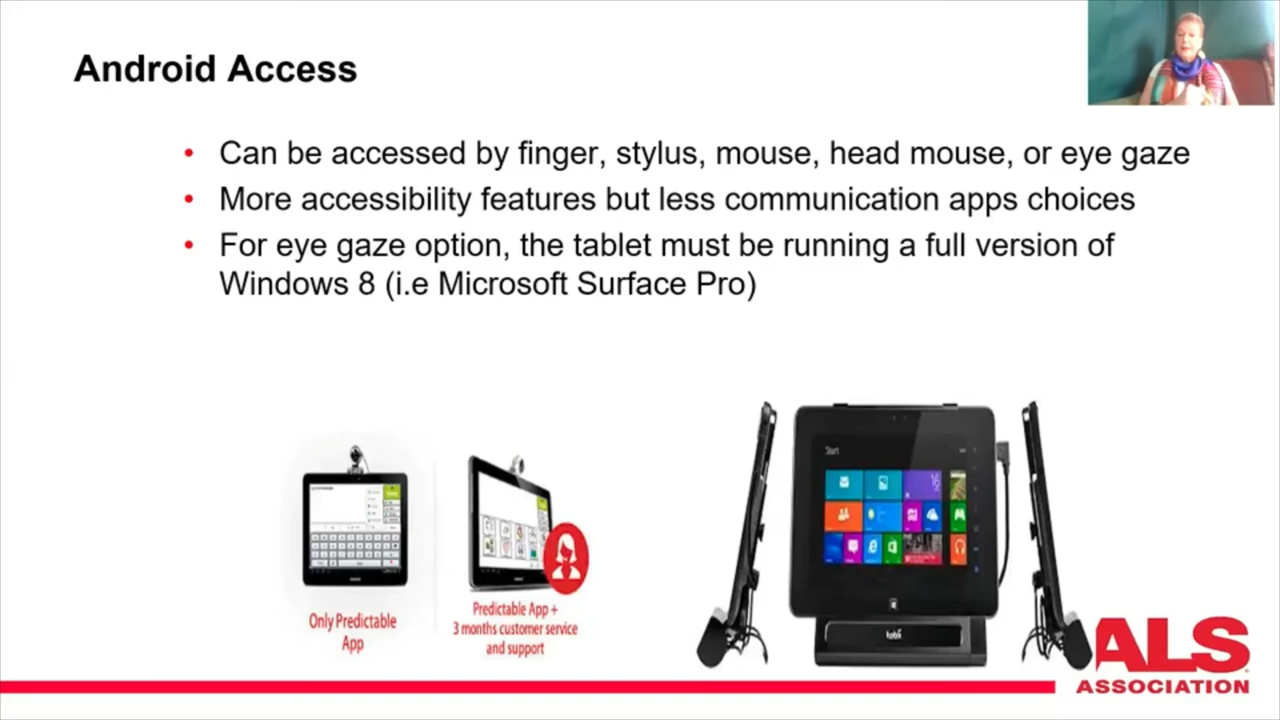 Android Access
• Can be accessed by finger, stylus, mouse, head mouse, or eye gaze
• More accessibility features but less communication apps choices
• For eye gaze option, the tablet must be running a full version of
Windows 8 (i.e Microsoft Surface Pro)
Start
Only Predictable
App
Predictable App +
3 months customer service
and support
tobii
ALS
ASSOCIATION